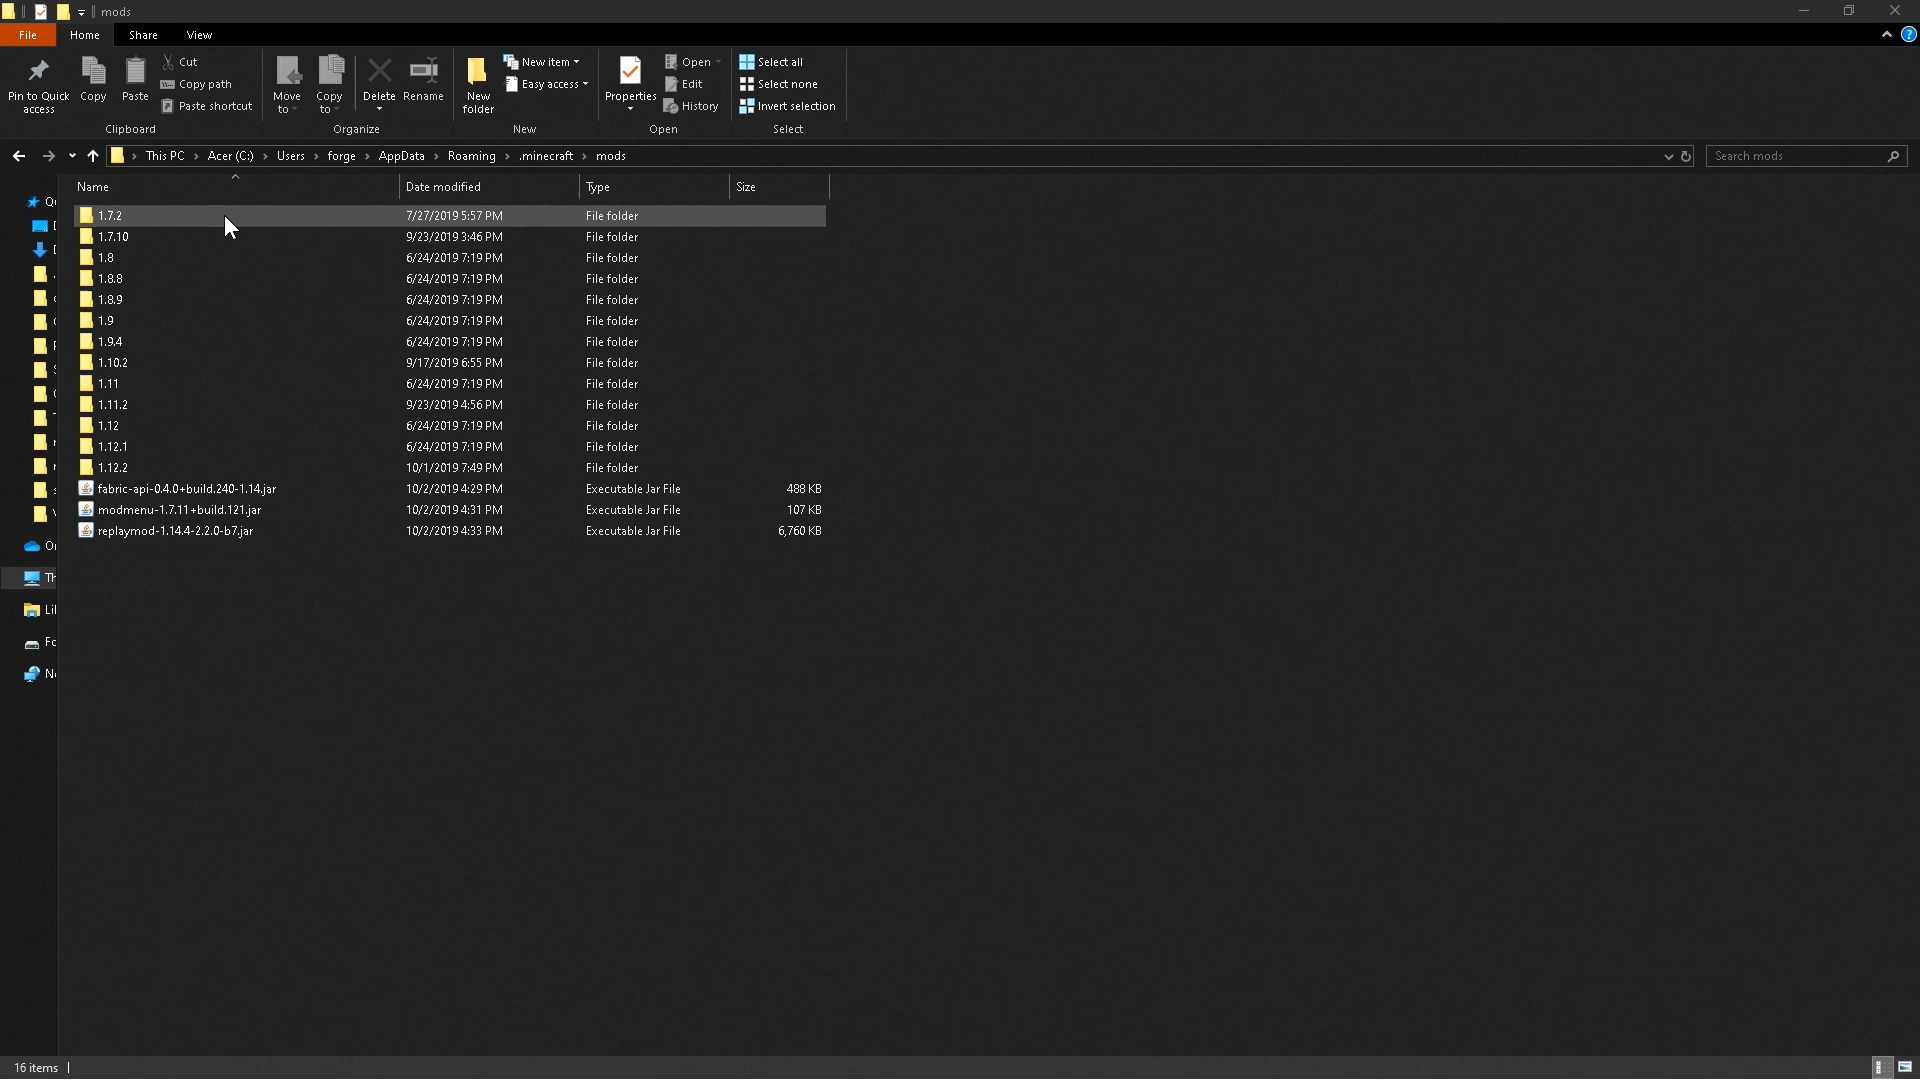 mods
File Home Share View
Pin to Quick access
Copy
Paste
Cut
Copy path
Paste shortcut
Clipboard
Move to
Copy to
Delete
Rename
Organize
New folder
New item
Easy access
New
Properties
Open
Edit
History
Open
Select all
Select none
Invert selection
Select
This PC › Acer (C:) › Users › forge › AppData › Roaming › .minecraft › mods
Search mods
Name Date modified Type Size
1.7.2 7/27/2019 5:57 PM File folder
1.7.10 9/23/2019 3:46 PM File folder
1.8 6/24/2019 7:19 PM File folder
1.8.8 6/24/2019 7:19 PM File folder
1.8.9 6/24/2019 7:19 PM File folder
1.9 6/24/2019 7:19 PM File folder
1.9.4 6/24/2019 7:19 PM File folder
1.10.2 9/17/2019 6:55 PM File folder
1.11 6/24/2019 7:19 PM File folder
1.11.2 9/23/2019 4:56 PM File folder
1.12 6/24/2019 7:19 PM File folder
1.12.1 6/24/2019 7:19 PM File folder
1.12.2 10/1/2019 7:49 PM File folder
fabric-api-0.4.0+build.240-1.14.jar 10/2/2019 4:29 PM Executable Jar File 488 KB
modmenu-1.7.11+build.121.jar 10/2/2019 4:31 PM Executable Jar File 107 KB
replaymod-1.14.4-2.2.0-b7.jar 10/2/2019 4:33 PM Executable Jar File 6,760 KB
16 items